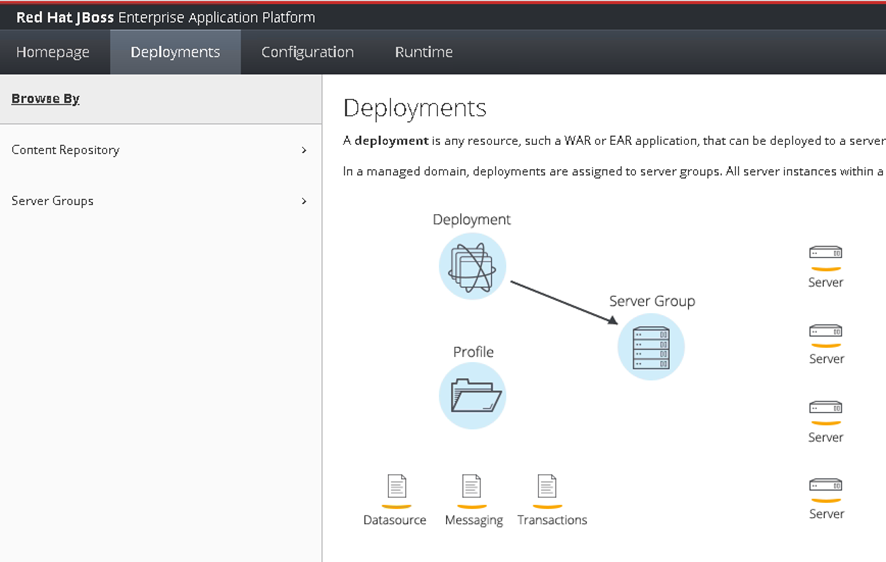 Red Hat JBoss Enterprise Application Platform
Homepage Deployments Configuration Runtime
Browse By
Content Repository
Server Groups
Deployments
A deployment is any resource, such a WAR or EAR application, that can be deployed to a server
In a managed domain, deployments are assigned to server groups. All server instances within a
Deployment
Server Group
Profile
Server
Server
Server
Server
Datasource Messaging Transactions